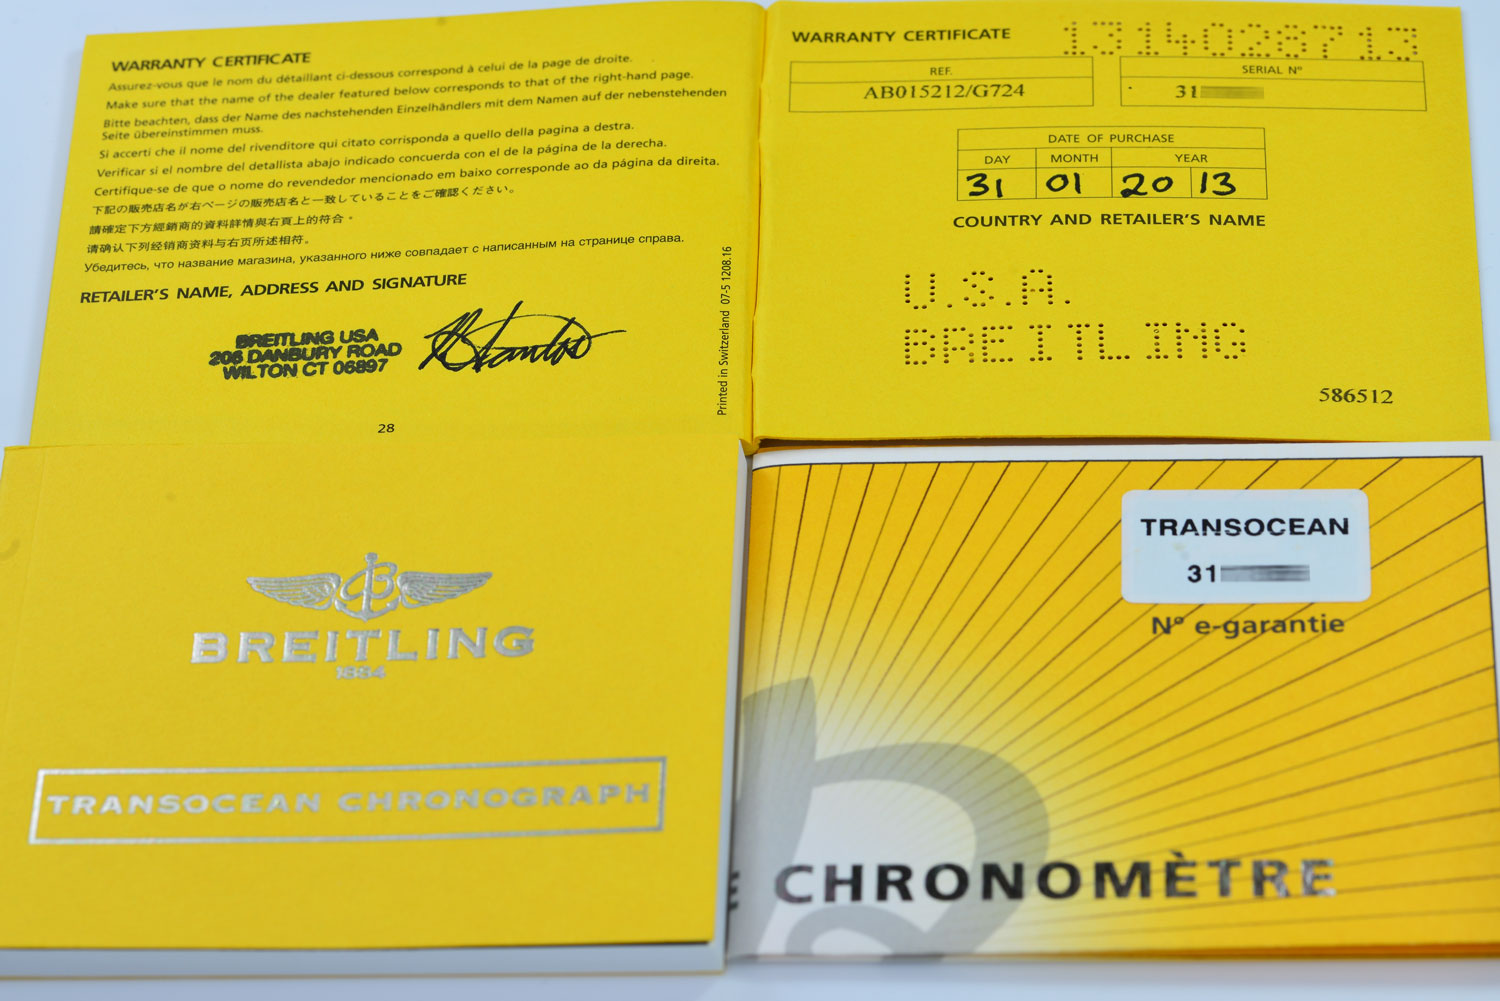 WARRANTY CERTIFICATE
Assurez-vous que le nom du détaillant ci-dessous correspond à celui de la page de droite.
Make sure that the name of the dealer featured below corresponds to that of the right-hand page.
Bitte beachten, dass der Name des nachstehenden Einzelhändlers mit dem Namen auf der nebenstehenden
Seite übereinstimmen muss.
Si accerti che il nome del rivenditore qui citato corrisponda a quello della pagina a destra.
Verificar si el nombre del detallista abajo indicado concuerda con el de la página de la derecha.
Certifique-se de que o nome do revendedor mencionado em baixo corresponde ao da página da direita.
下記の販売店名が右ページの販売店名と一致していることをご確認ください。
請確定下方經銷商的資料詳情與右頁上的符合。
请确认下列经销商资料与右页所述相符。
Убедитесь, что название магазина, указанного ниже совпадает с написанным на странице справа.
RETAILER'S NAME, ADDRESS AND SIGNATURE
BREITLING USA
206 DANBURY ROAD
WILTON CT 06897
28
Printed in Switzerland 07-5 1208.16
WARRANTY CERTIFICATE
1314028713
REF.
AB015212/G724
SERIAL Nº
31
DATE OF PURCHASE
DAY MONTH YEAR
31 01 20 13
COUNTRY AND RETAILER'S NAME
U.S.A.
BREITLING
586512
BREITLING
1884
TRANSOCEAN CHRONOGRAPH
TRANSOCEAN
31
Nº e-garantie
E CHRONOMÈTRE